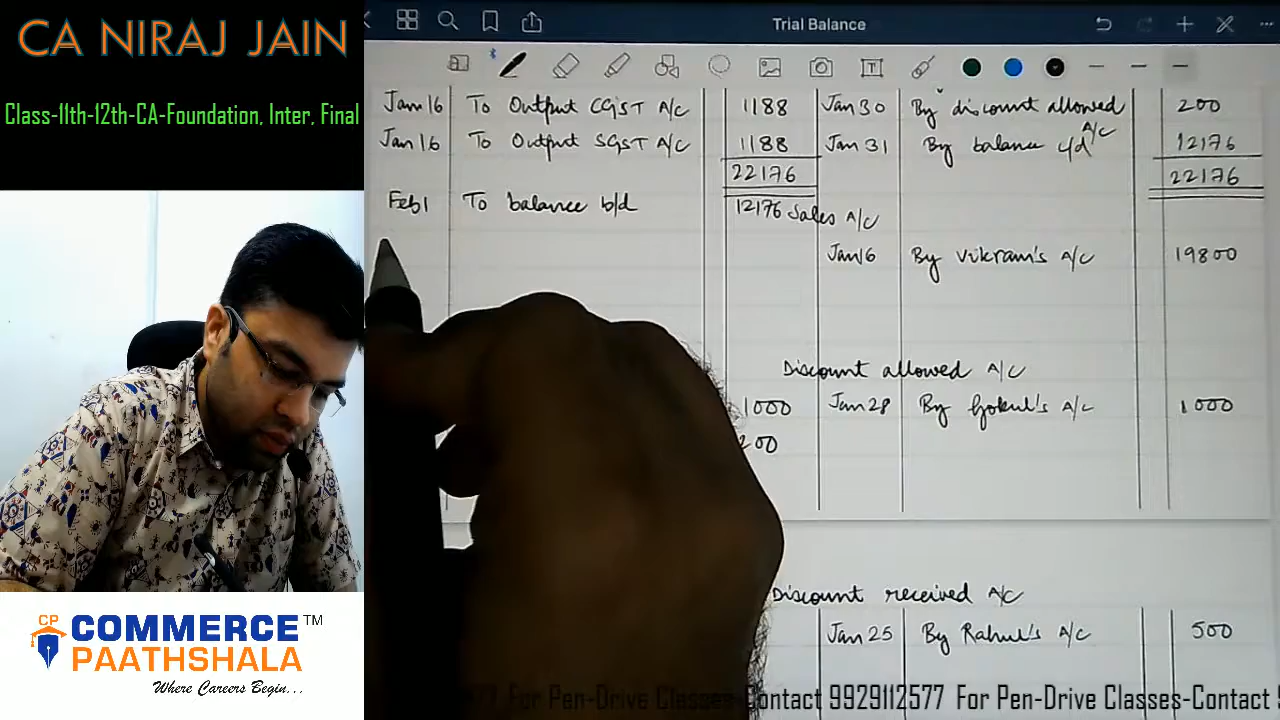 CA NIRAJ JAIN
Class-11th-12th-CA-Foundation, Inter, Final
Trial Balance
Jan 16 To Output CGST A/C 1188 Jan 30 By discount allowed A/C 200
Jan 16 To Output SGST A/C 1188 Jan 31 By balance c/d 12176
22176 22176
Feb 1 To balance b/d 12176
Sales A/C
Jan 16 By Vikram's A/C 19800
Discount allowed A/C
1000 Jan 28 By Gokul's A/C 1000
200
Discount received A/C
Jan 25 By Rahul's A/C 500
CP
COMMERCE TM
PAATHSHALA
Where Careers Begin...
77 For Pen-Drive Classes-Contact 9929112577 For Pen-Drive Classes-Contact